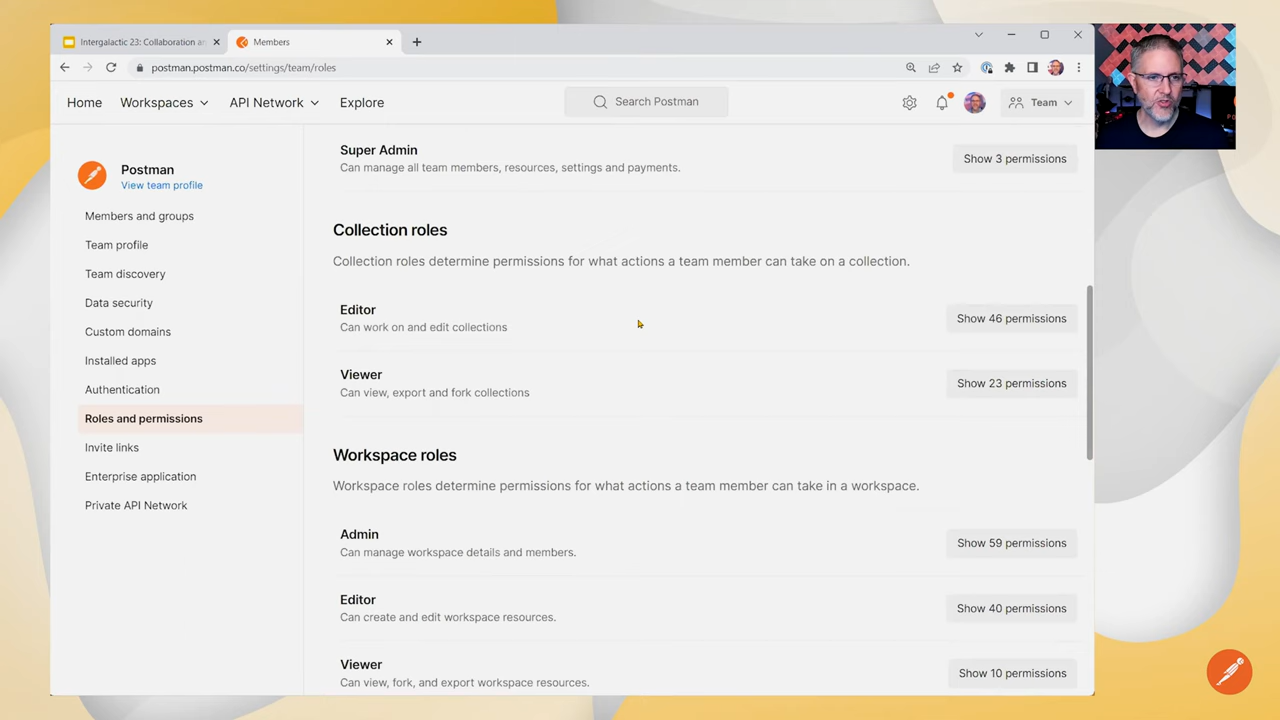 Intergalactic 23: Collaboration a
Members
postman.postman.co/settings/team/roles
Home
Workspaces
API Network
Explore
Search Postman
Team
Postman
View team profile
Members and groups
Team profile
Team discovery
Data security
Custom domains
Installed apps
Authentication
Roles and permissions
Invite links
Enterprise application
Private API Network
Super Admin
Can manage all team members, resources, settings and payments.
Show 3 permissions
Collection roles
Collection roles determine permissions for what actions a team member can take on a collection.
Editor
Can work on and edit collections
Show 46 permissions
Viewer
Can view, export and fork collections
Show 23 permissions
Workspace roles
Workspace roles determine permissions for what actions a team member can take in a workspace.
Admin
Can manage workspace details and members.
Show 59 permissions
Editor
Can create and edit workspace resources.
Show 40 permissions
Viewer
Can view, fork, and export workspace resources.
Show 10 permissions